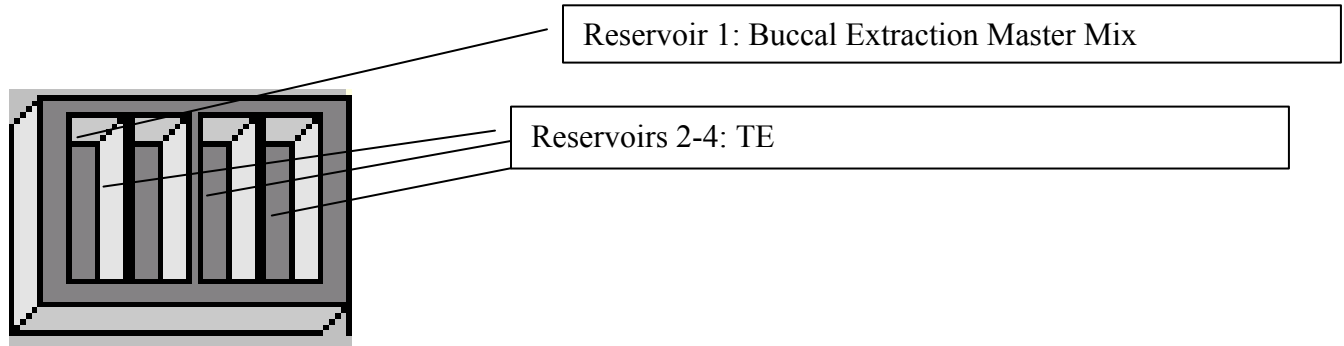 Reservoir 1: Buccal Extraction Master Mix
Reservoirs 2-4: TE